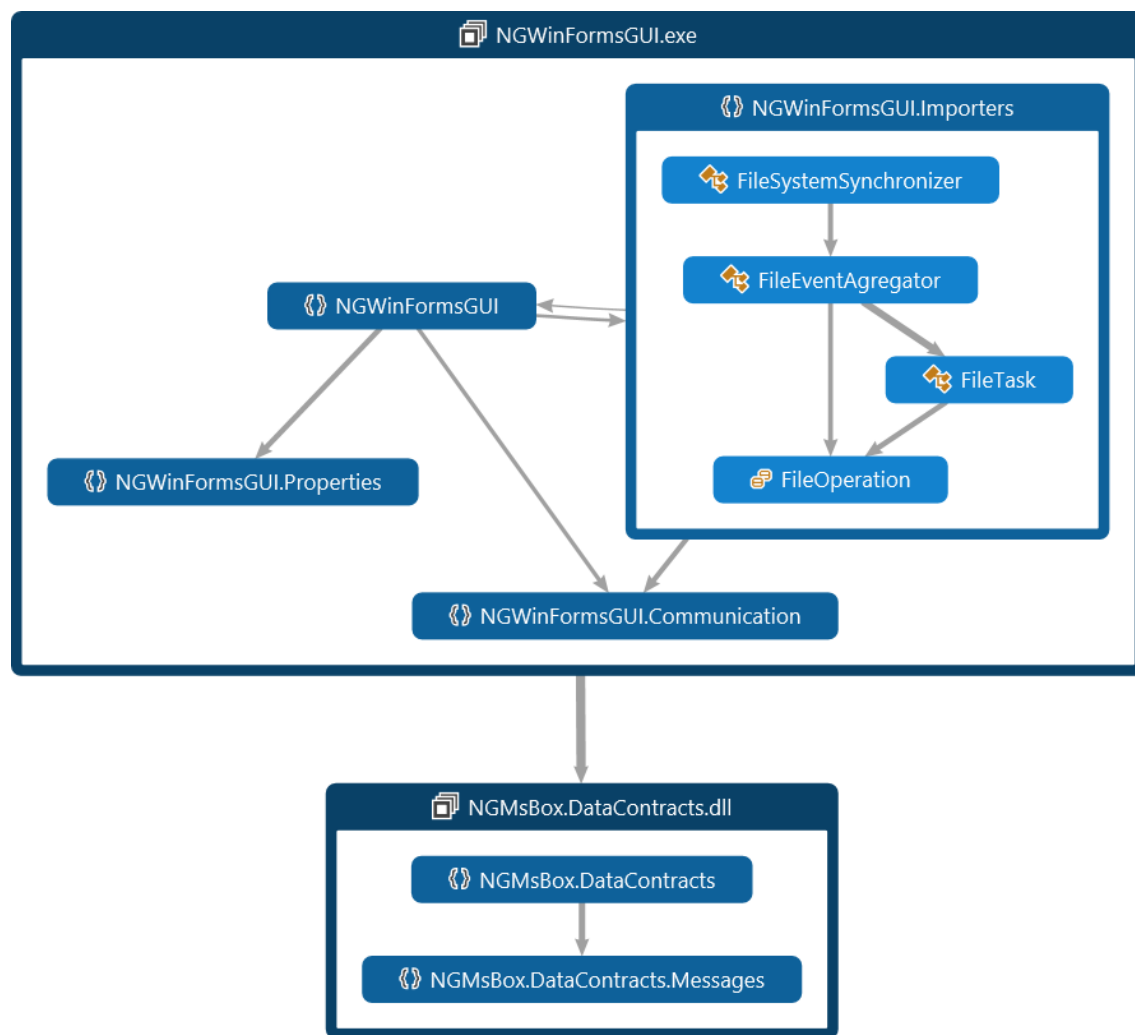 NGWinFormsGUI.exe
NGWinFormsGUI.Importers
FileSystemSynchronizer
FileEventAgregator
NGWinFormsGUI
FileTask
NGWinFormsGUI.Properties
FileOperation
NGWinFormsGUI.Communication
NGMsBox.DataContracts.dll
NGMsBox.DataContracts
NGMsBox.DataContracts.Messages